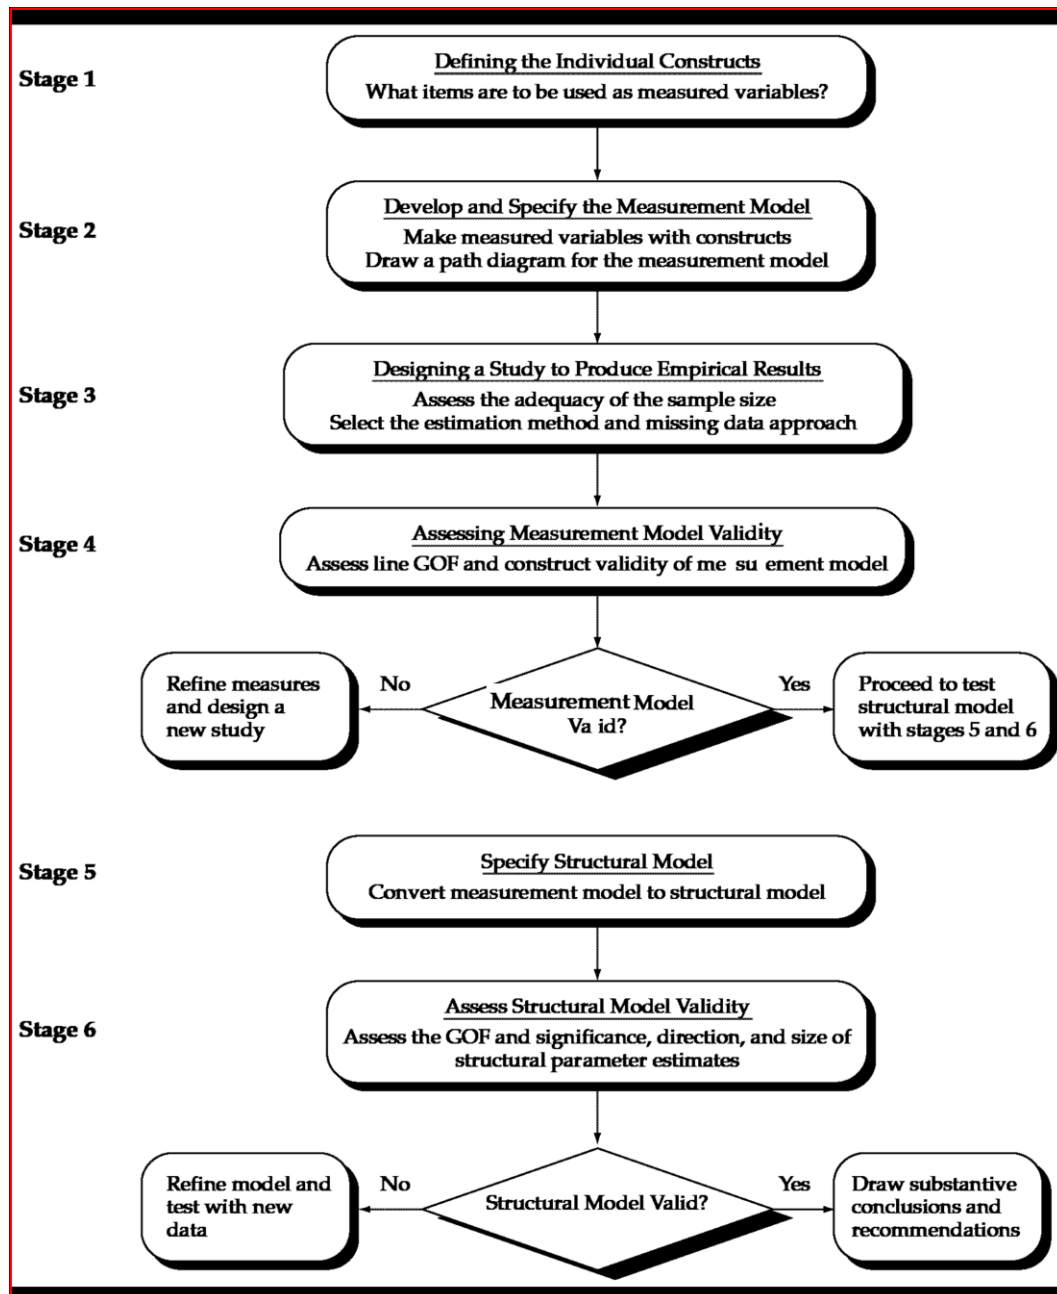 Stage 1
Defining the Individual Constructs
What items are to be used as measured variables?
Stage 2
Develop and Specify the Measurement Model
Make measured variables with constructs
Draw a path diagram for the measurement model
Stage 3
Designing a Study to Produce Empirical Results
Assess the adequacy of the sample size
Select the estimation method and missing data approach
Stage 4
Assessing Measurement Model Validity
Assess line GOF and construct validity of me su ement model
Refine measures
and design a
new study
No
Measurement Model
Va id?
Yes
Proceed to test
structural model
with stages 5 and 6
Stage 5
Specify Structural Model
Convert measurement model to structural model
Stage 6
Assess Structural Model Validity
Assess the GOF and significance, direction, and size of
structural parameter estimates
Refine model and
test with new
data
No
Structural Model Valid?
Yes
Draw substantive
conclusions and
recommendations